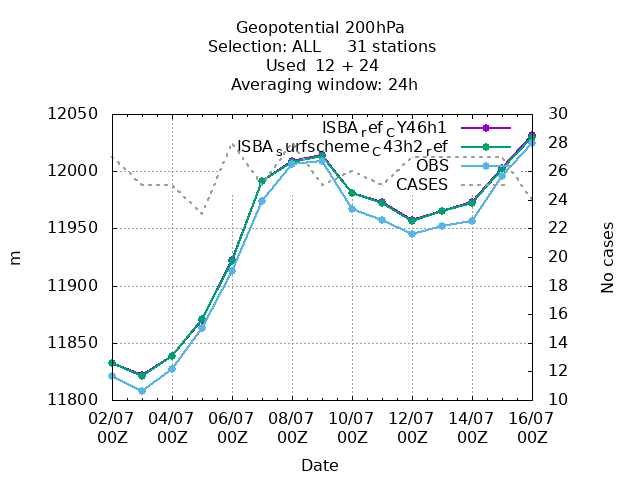 Geopotential 200hPa
Selection: ALL 31 stations
Used 12 + 24
Averaging window: 24h
ISBA_ref_CY46h1
ISBA_surfscheme_C43h2_ref
OBS
CASES
m
No cases
12050
12000
11950
11900
11850
11800
30
28
26
24
22
20
18
16
14
12
10
02/07 04/07 06/07 08/07 10/07 12/07 14/07 16/07
00Z 00Z 00Z 00Z 00Z 00Z 00Z 00Z
Date